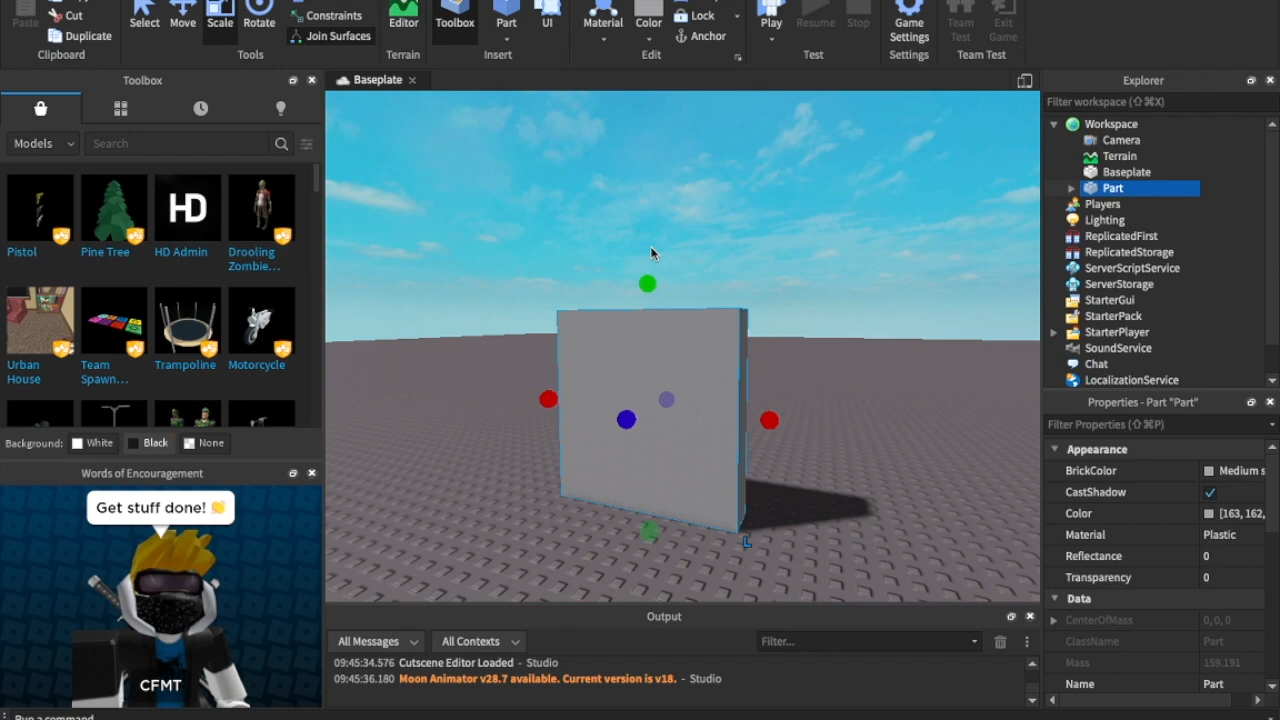 Paste
Cut
Duplicate
Clipboard
Select
Move
Scale
Rotate
Constraints
Join Surfaces
Tools
Editor
Terrain
Toolbox
Part
UI
Insert
Material
Color
Lock
Anchor
Edit
Play
Resume
Stop
Test
Game
Settings
Settings
Team
Test
Exit
Game
Team Test
Toolbox
Models
Search
Pistol
Pine Tree
HD
HD Admin
Drooling
Zombie...
Urban
House
Team
Spawn...
Trampoline
Motorcycle
Background:
White
Black
None
Words of Encouragement
Get stuff done! 👏
CFMT
Baseplate
L
Output
All Messages
All Contexts
Filter...
09:45:34.576 Cutscene Editor Loaded - Studio
09:45:36.180 Moon Animator v28.7 available. Current version is v18. - Studio
Explorer
Filter workspace (⇧⌘X)
Workspace
Camera
Terrain
Baseplate
Part
Players
Lighting
ReplicatedFirst
ReplicatedStorage
ServerScriptService
ServerStorage
StarterGui
StarterPack
StarterPlayer
SoundService
Chat
LocalizationService
Properties - Part "Part"
Filter Properties (⇧⌘P)
Appearance
BrickColor Medium s
CastShadow
Color [163, 162,
Material Plastic
Reflectance 0
Transparency 0
Data
CenterOfMass 0, 0, 0
ClassName Part
Mass 159.191
Name Part
Run a command